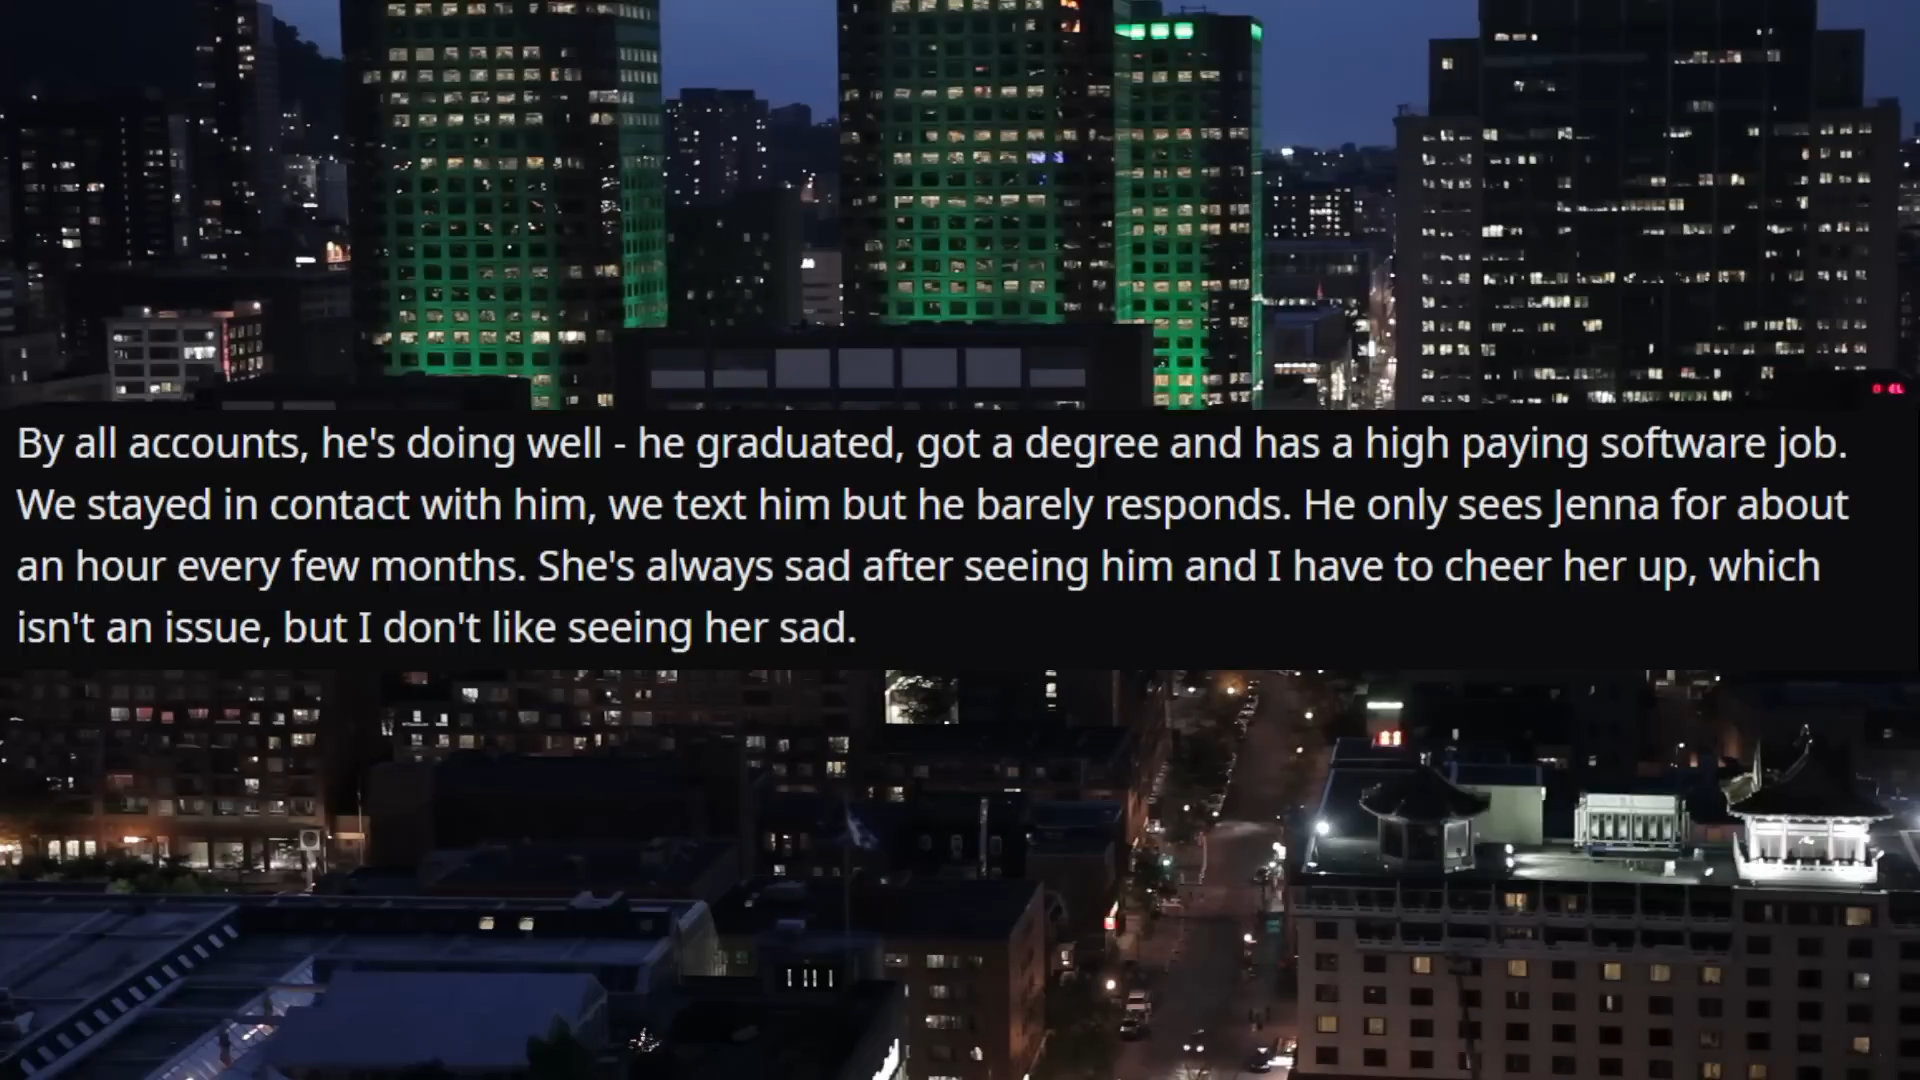 By all accounts, he's doing well - he graduated, got a degree and has a high paying software job.
We stayed in contact with him, we text him but he barely responds. He only sees Jenna for about
an hour every few months. She's always sad after seeing him and I have to cheer her up, which
isn't an issue, but I don't like seeing her sad.